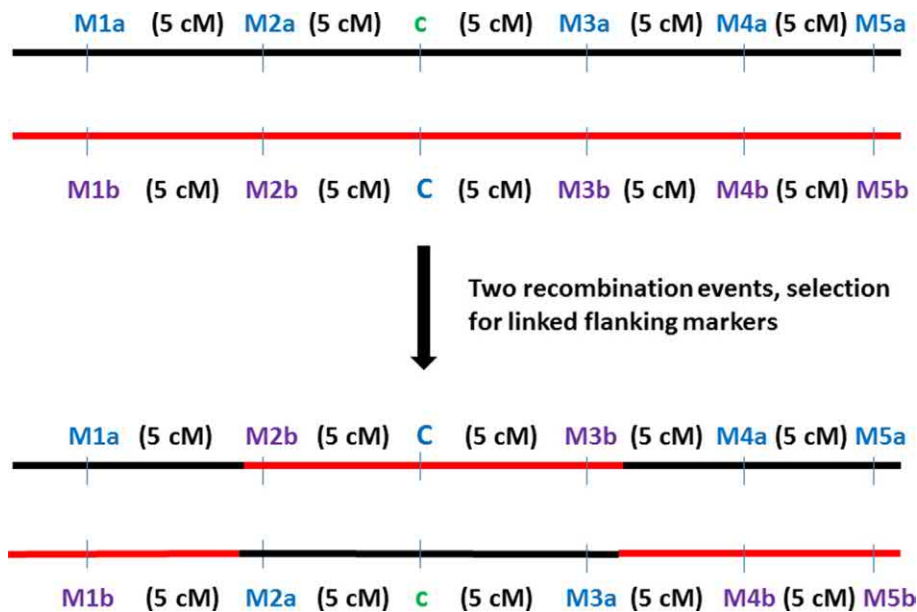 M1a (5 cM) M2a (5 cM) c (5 cM) M3a (5 cM) M4a (5 cM) M5a
M1b (5 cM) M2b (5 cM) C (5 cM) M3b (5 cM) M4b (5 cM) M5b
Two recombination events, selection
for linked flanking markers
M1a (5 cM) M2b (5 cM) C (5 cM) M3b (5 cM) M4a (5 cM) M5a
M1b (5 cM) M2a (5 cM) c (5 cM) M3a (5 cM) M4b (5 cM) M5b